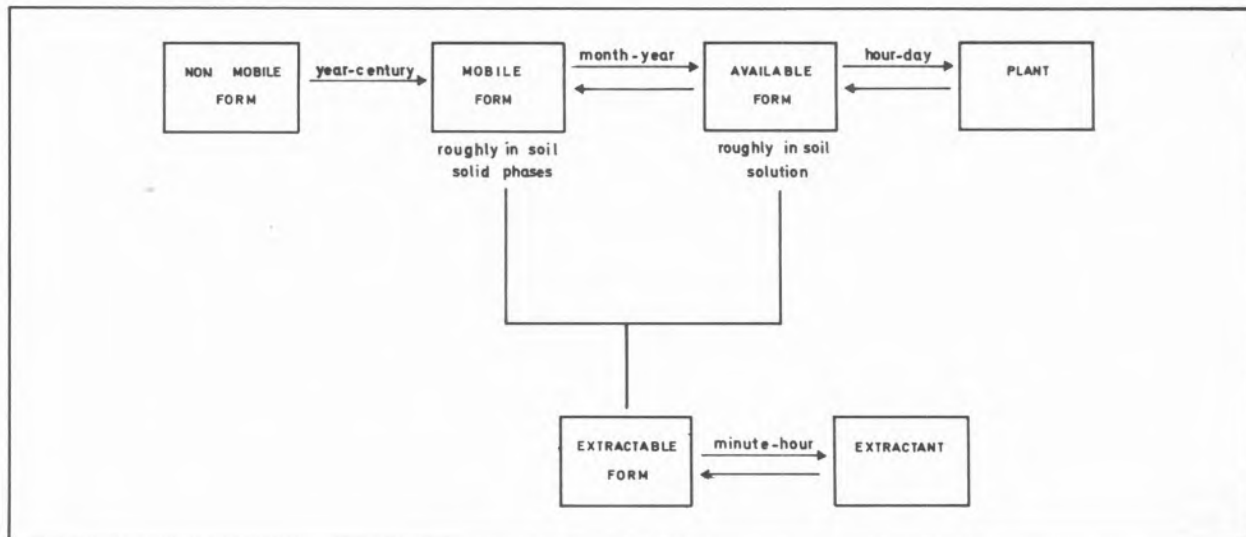 NON MOBILE
FORM
year-century
MOBILE
FORM
month-year
AVAILABLE
FORM
hour-day
PLANT
roughly in soil
solid phases
roughly in soil
solution
EXTRACTABLE
FORM
minute-hour
EXTRACTANT